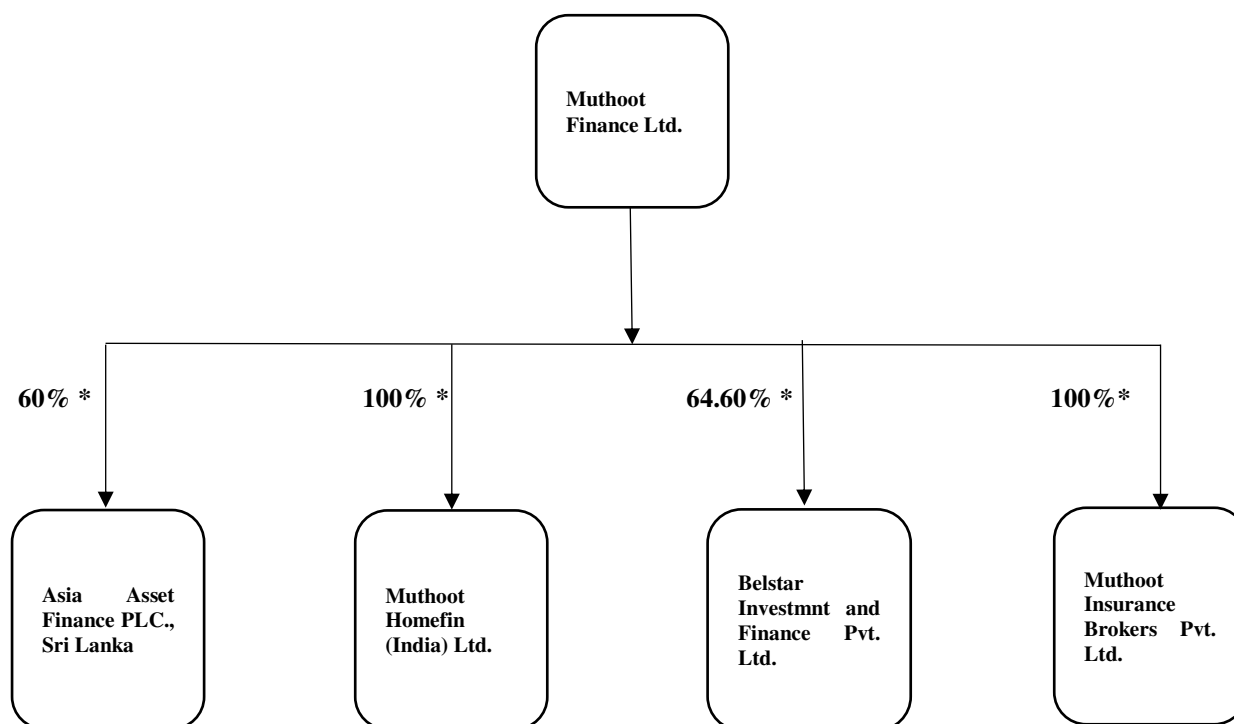 Muthoot
Finance Ltd.
60% *
100% *
64.60% *
100%*
Asia Asset
Finance PLC.,
Sri Lanka
Muthoot
Homefin
(India) Ltd.
Belstar
Investmnt and
Finance Pvt.
Ltd.
Muthoot
Insurance
Brokers Pvt.
Ltd.